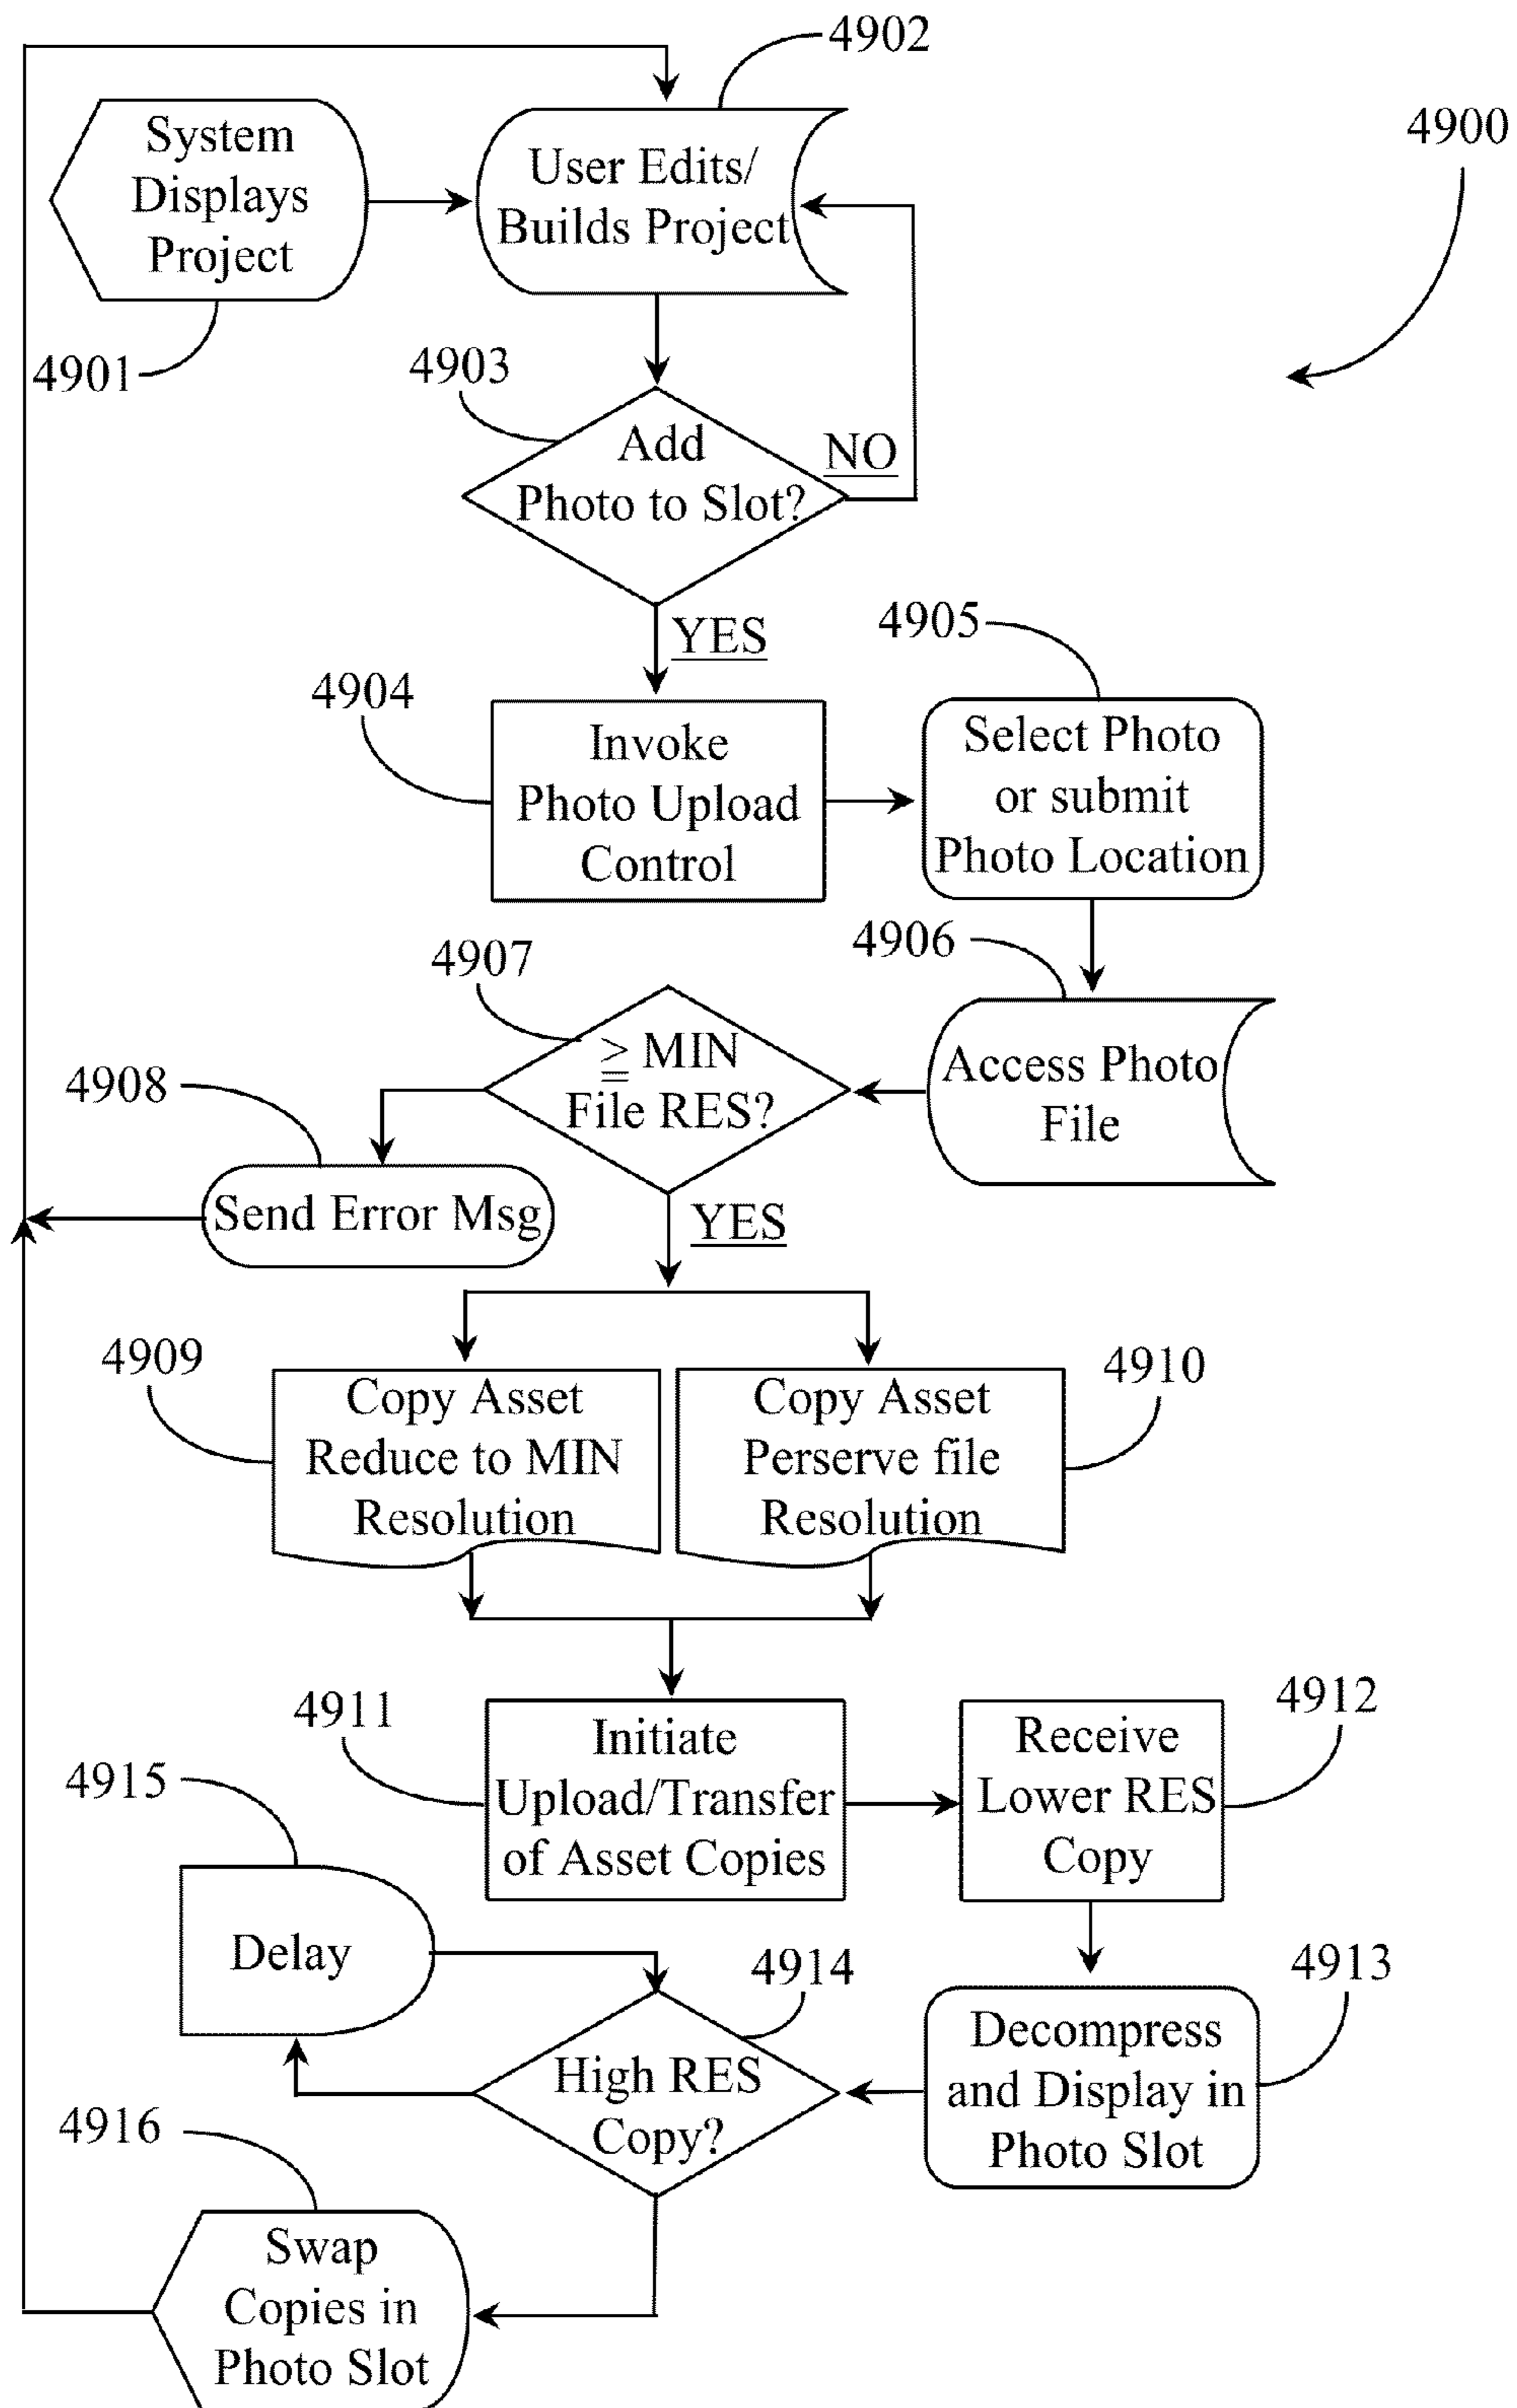 4902
4900
System
Displays
Project
User Edits/
Builds Project
4901
4903
Add
Photo to Slot?
NO
YES
4905
4904
Invoke
Photo Upload
Control
Select Photo
or submit
Photo Location
4907
4906
≧ MIN
File RES?
Access Photo
File
4908
Send Error Msg
YES
4909
Copy Asset
Reduce to MIN
Resolution
Copy Asset
Perserve file
Resolution
4910
4911
Initiate
Upload/Transfer
of Asset Copies
Receive
Lower RES
Copy
4912
4915
Delay
4914
High RES
Copy?
4913
Decompress
and Display in
Photo Slot
4916
Swap
Copies in
Photo Slot